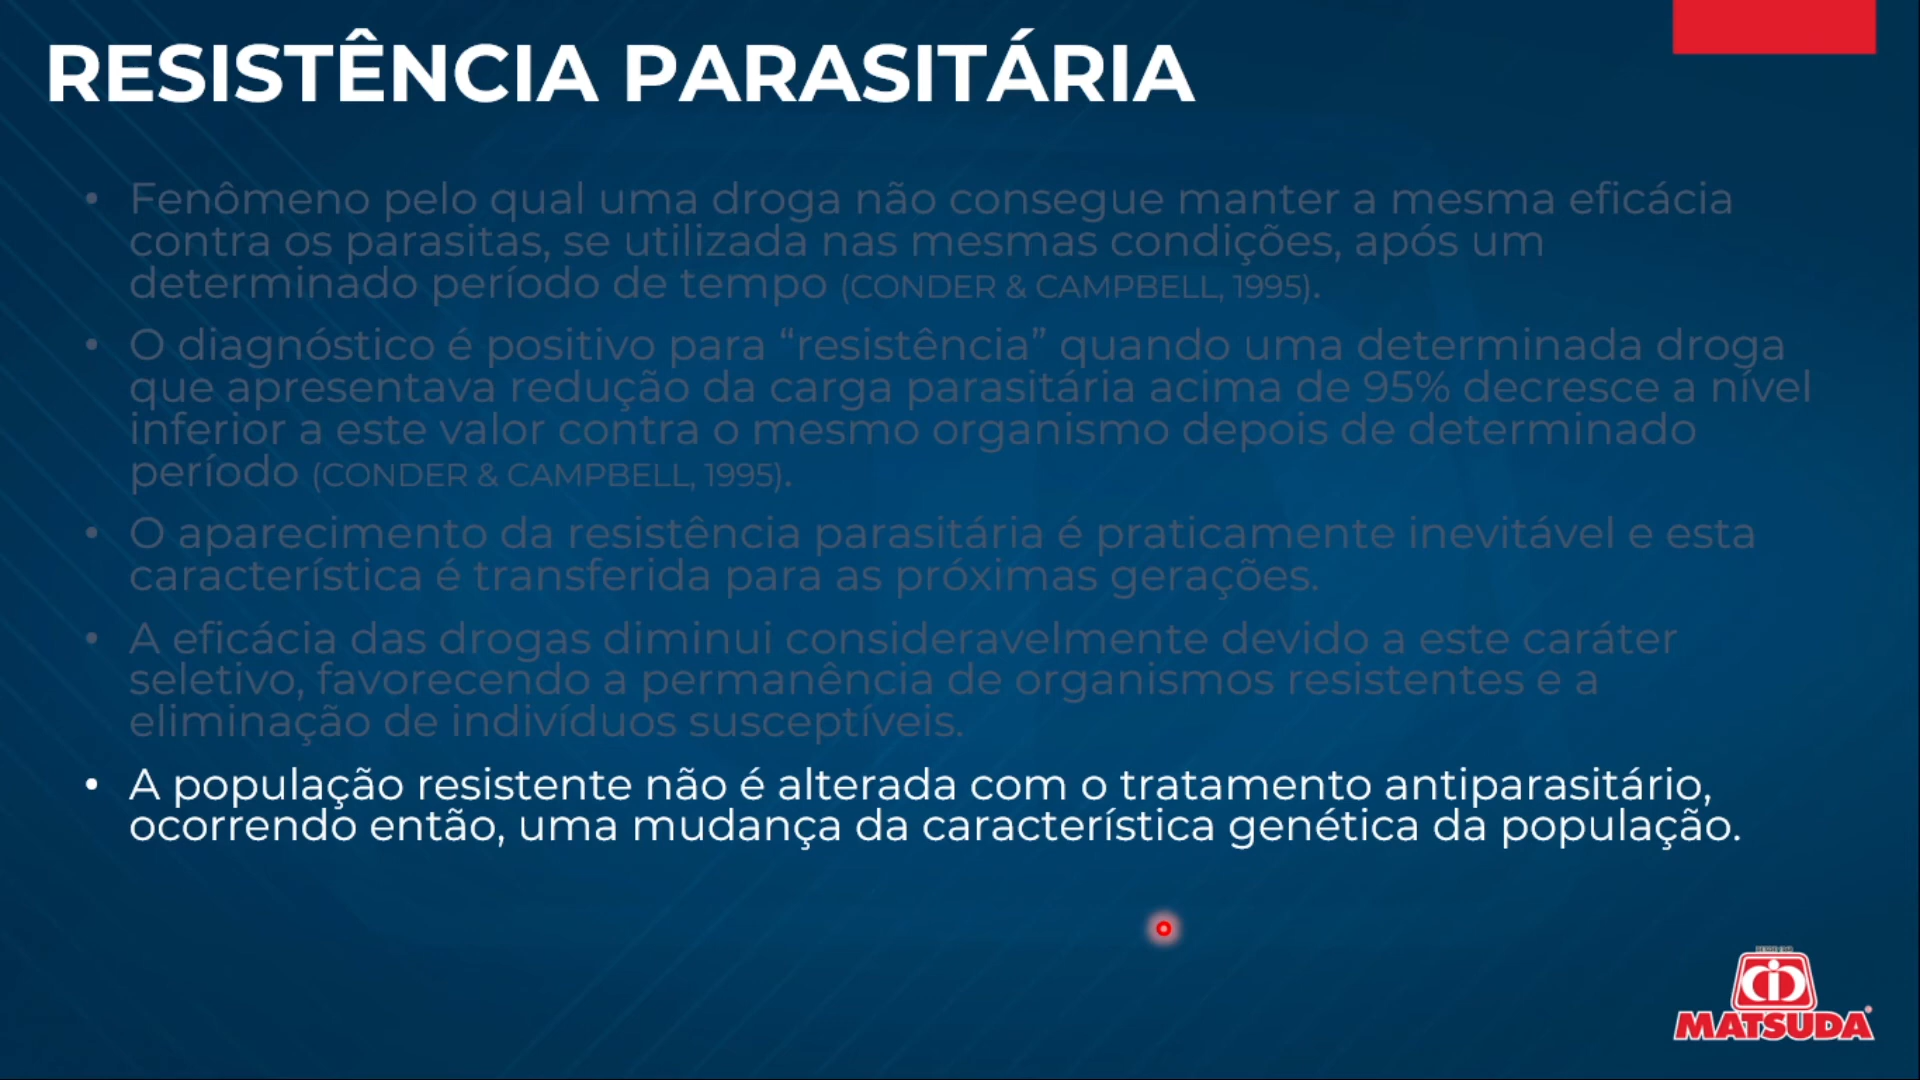 RESISTÊNCIA PARASITÁRIA
• Fenômeno pelo qual uma droga não consegue manter a mesma eficácia
contra os parasitas, se utilizada nas mesmas condições, após um
determinado período de tempo (CONDER & CAMPBELL, 1995).
• O diagnóstico é positivo para “resistência” quando uma determinada droga
que apresentava redução da carga parasitária acima de 95% decresce a nível
inferior a este valor contra o mesmo organismo depois de determinado
período (CONDER & CAMPBELL, 1995).
• O aparecimento da resistência parasitária é praticamente inevitável e esta
característica é transferida para as próximas gerações.
• A eficácia das drogas diminui consideravelmente devido a este caráter
seletivo, favorecendo a permanência de organismos resistentes e a
eliminação de indivíduos susceptíveis.
• A população resistente não é alterada com o tratamento antiparasitário,
ocorrendo então, uma mudança da característica genética da população.
MATSUDA